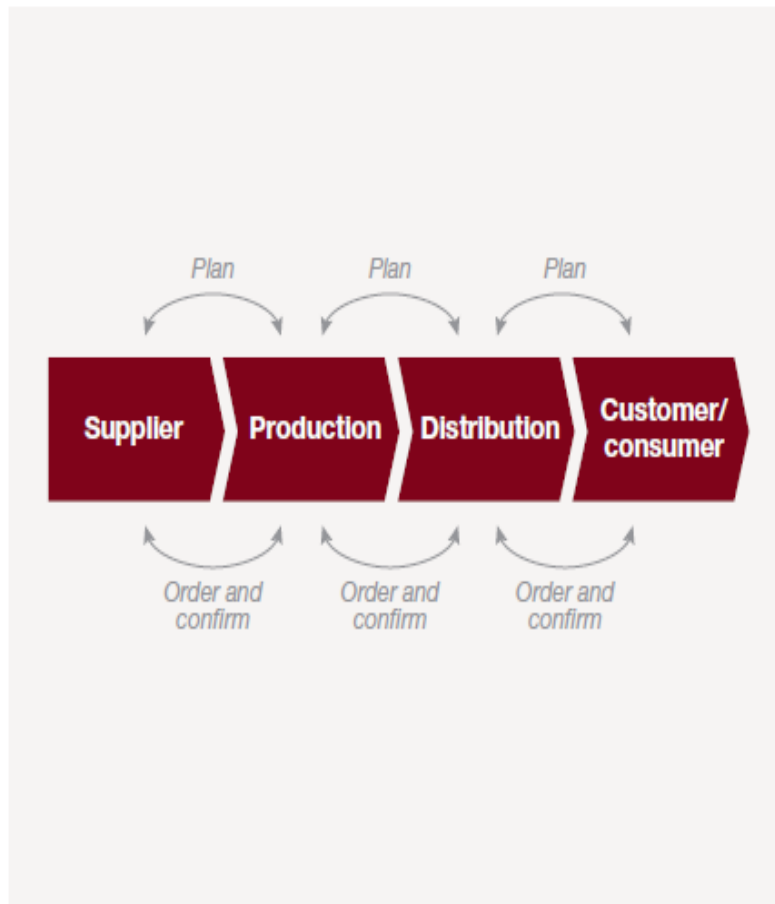 Plan
Plan
Plan
Supplier
Production
Distribution
Customer/
consumer
Order and
confirm
Order and
confirm
Order and
confirm